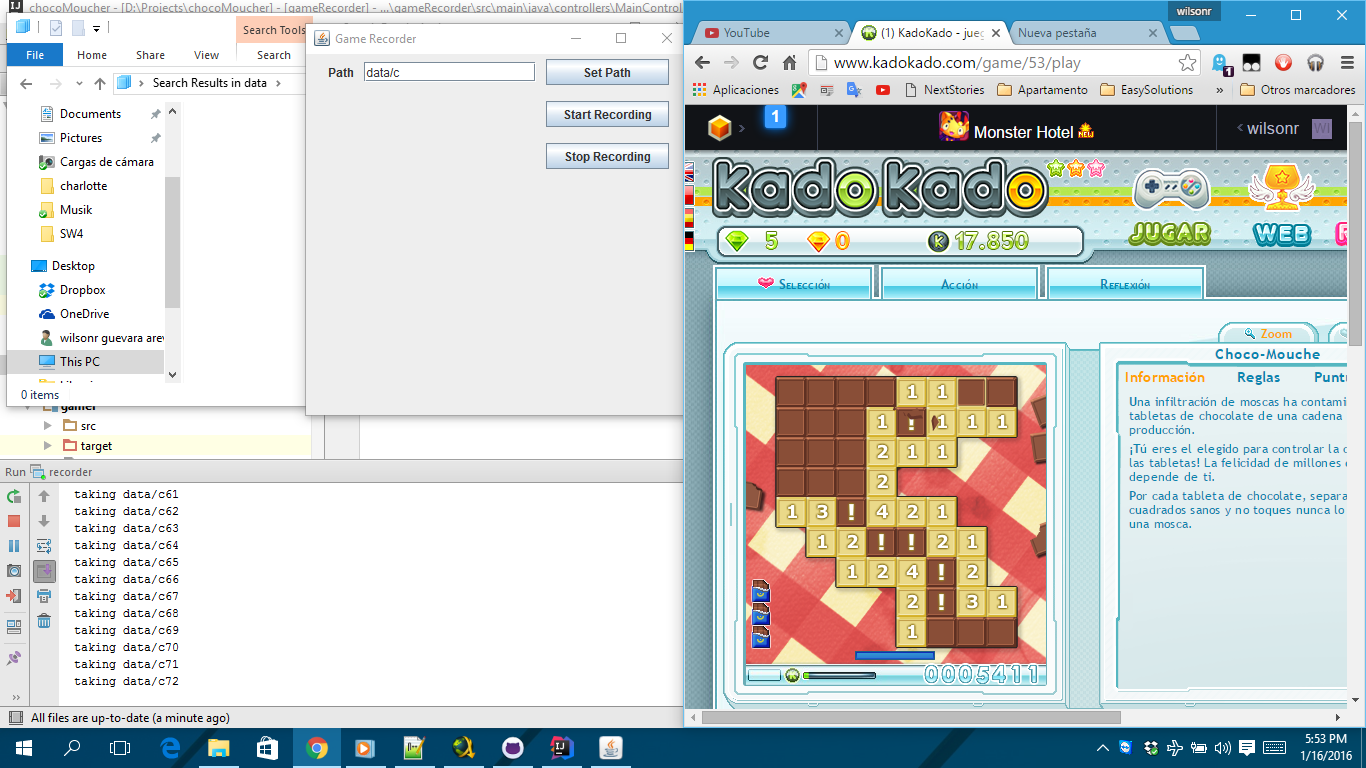 chocoMoucher - [D:\Projects\chocoMoucher] - [gameRecorder] - ...\gameRecorder\src\main\java\controllers\MainControl
Search Tools
File Home Share View Search
Search Results in data
Documents
Pictures
Cargas de cámara
charlotte
Musik
SW4
Desktop
Dropbox
OneDrive
wilsonr guevara arev
This PC
0 items
Game Recorder
Path data/c Set Path
Start Recording
Stop Recording
gamer
src
target
Run recorder
taking data/c61
taking data/c62
taking data/c63
taking data/c64
taking data/c65
taking data/c66
taking data/c67
taking data/c68
taking data/c69
taking data/c70
taking data/c71
taking data/c72
All files are up-to-date (a minute ago)
wilsonr
YouTube (1) KadoKado - jueg Nueva pestaña
www.kadokado.com/game/53/play
1
Aplicaciones NextStories Apartamento EasySolutions » Otros marcadores
1 Monster Hotel NEW wilsonr WI
kadokado
5 0 K 17.850 JUGAR WEB
Selección Acción Reflexión
Zoom
Choco-Mouche
Información Reglas Puntu
Una infiltración de moscas ha contami
tabletas de chocolate de una cadena
producción.
¡Tú eres el elegido para controlar la c
las tabletas! La felicidad de millones
depende de ti.
Por cada tableta de chocolate, separa
cuadrados sanos y no toques nunca lo
una mosca.
1 1
1 ! 1 1 1
2 1 1
2
1 3 ! 4 2 1
1 2 ! ! 2 1
1 2 4 ! 2
2 ! 3 1
1
0005411
5:53 PM
1/16/2016